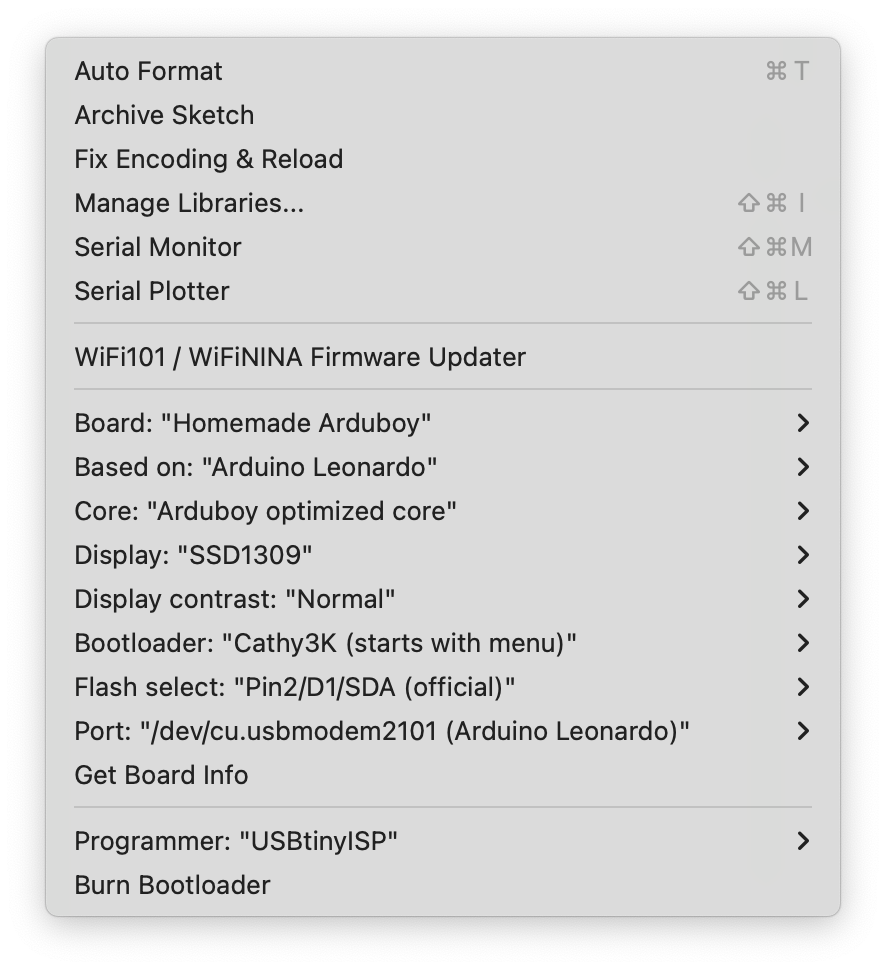 Auto Format ⌘ T
Archive Sketch
Fix Encoding & Reload
Manage Libraries... ⇧ ⌘ I
Serial Monitor ⇧ ⌘ M
Serial Plotter ⇧ ⌘ L
WiFi101 / WiFiNINA Firmware Updater
Board: "Homemade Arduboy"
Based on: "Arduino Leonardo"
Core: "Arduboy optimized core"
Display: "SSD1309"
Display contrast: "Normal"
Bootloader: "Cathy3K (starts with menu)"
Flash select: "Pin2/D1/SDA (official)"
Port: "/dev/cu.usbmodem2101 (Arduino Leonardo)"
Get Board Info
Programmer: "USBtinyISP"
Burn Bootloader